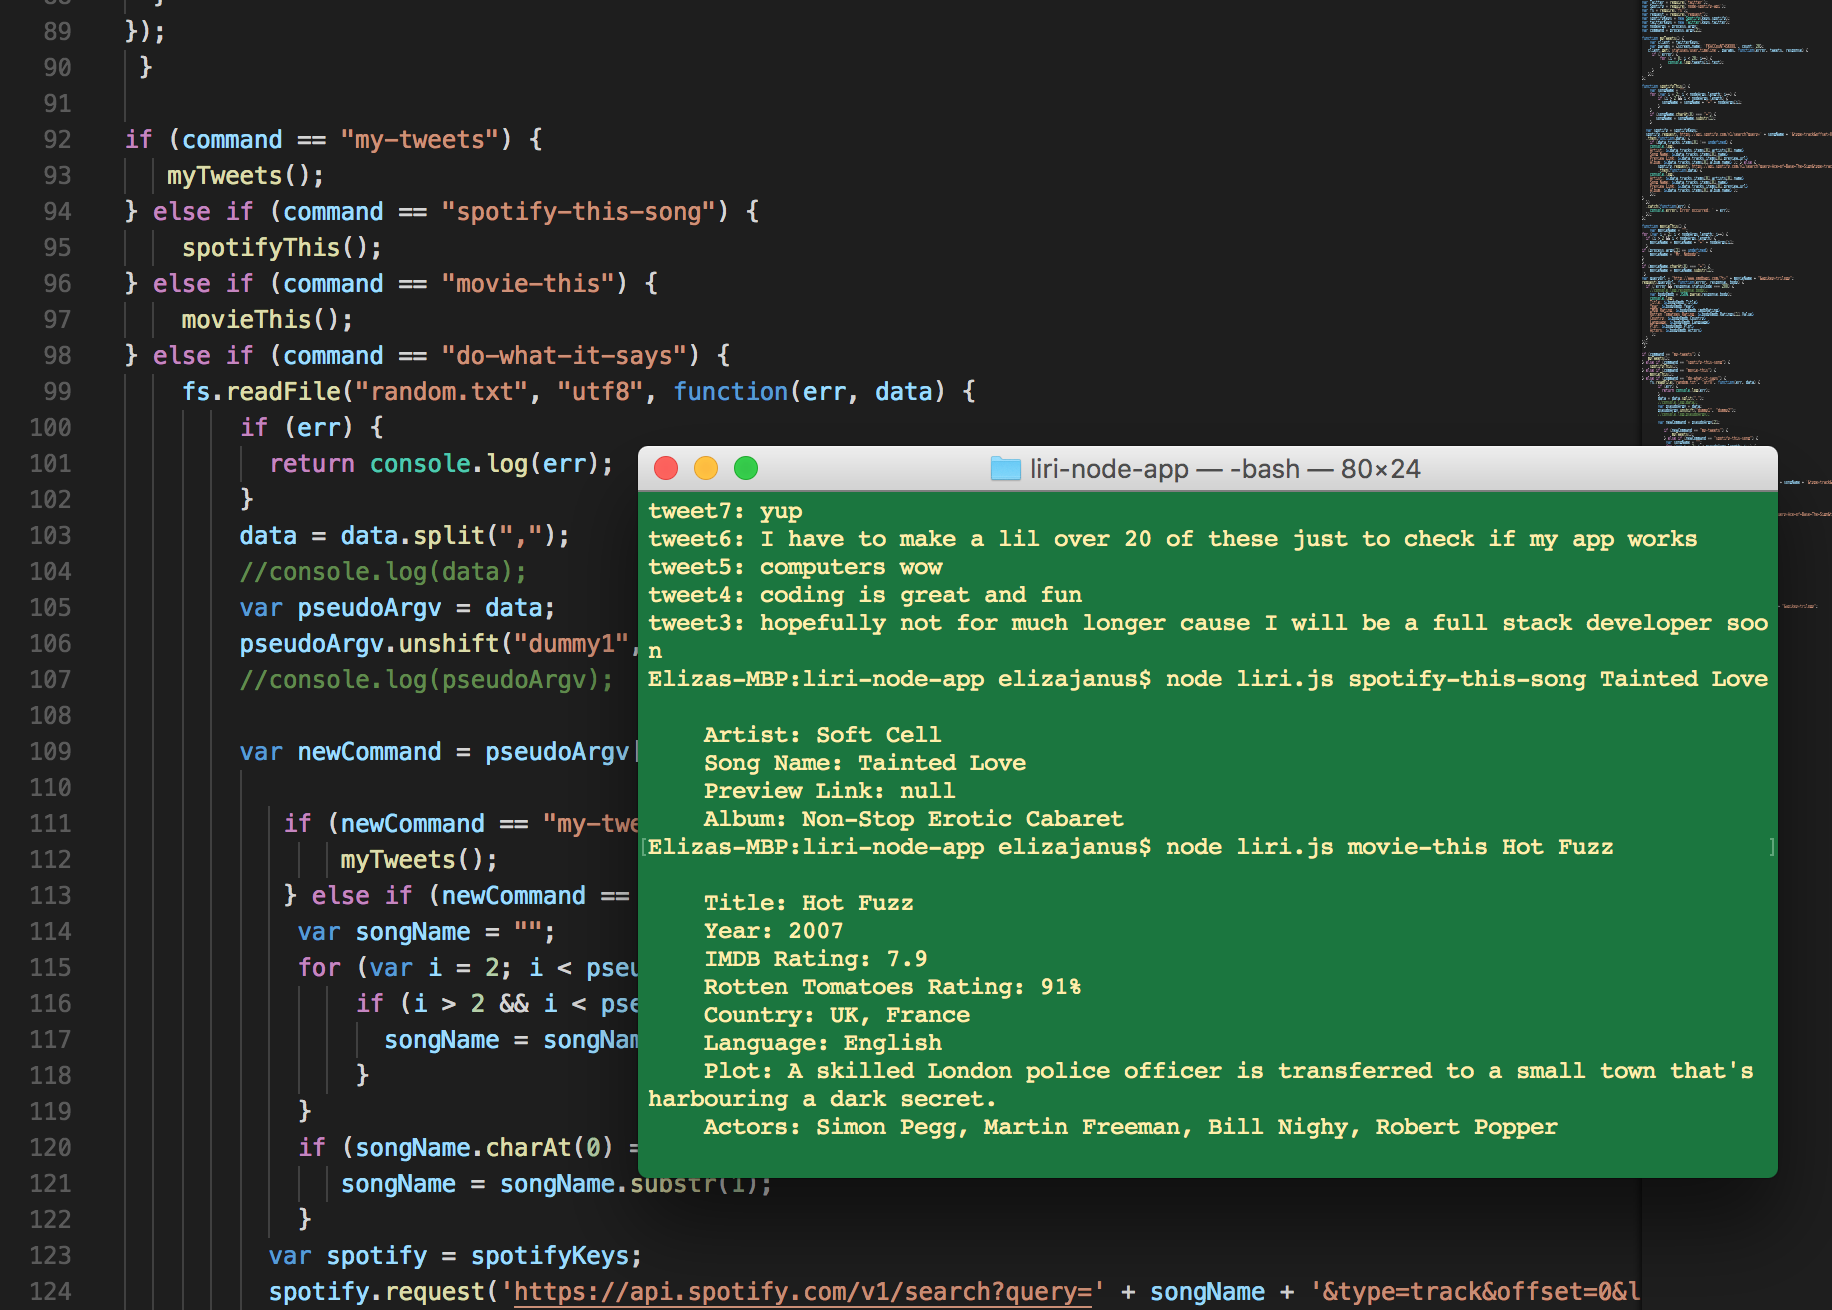 89 });
90 }
91
92 if (command == "my-tweets") {
93 myTweets();
94 } else if (command == "spotify-this-song") {
95 spotifyThis();
96 } else if (command == "movie-this") {
97 movieThis();
98 } else if (command == "do-what-it-says") {
99 fs.readFile("random.txt", "utf8", function(err, data) {
100 if (err) {
101 return console.log(err);
102 }
103 data = data.split(",");
104 //console.log(data);
105 var pseudoArgv = data;
106 pseudoArgv.unshift("dummy1",
107 //console.log(pseudoArgv);
108
109 var newCommand = pseudoArgv
110
111 if (newCommand == "my-twe
112 myTweets();
113 } else if (newCommand ==
114 var songName = "";
115 for (var i = 2; i < pseu
116 if (i > 2 && i < pse
117 songName = songNam
118 }
119 }
120 if (songName.charAt(0) =
121 songName = songName.substr(1);
122 }
123 var spotify = spotifyKeys;
124 spotify.request('https://api.spotify.com/v1/search?query=' + songName + '&type=track&offset=0&l
liri-node-app — -bash — 80×24
tweet7: yup
tweet6: I have to make a lil over 20 of these just to check if my app works
tweet5: computers wow
tweet4: coding is great and fun
tweet3: hopefully not for much longer cause I will be a full stack developer soo
n
Elizas-MBP:liri-node-app elizajanus$ node liri.js spotify-this-song Tainted Love
Artist: Soft Cell
Song Name: Tainted Love
Preview Link: null
Album: Non-Stop Erotic Cabaret
[Elizas-MBP:liri-node-app elizajanus$ node liri.js movie-this Hot Fuzz ]
Title: Hot Fuzz
Year: 2007
IMDB Rating: 7.9
Rotten Tomatoes Rating: 91%
Country: UK, France
Language: English
Plot: A skilled London police officer is transferred to a small town that's
harbouring a dark secret.
Actors: Simon Pegg, Martin Freeman, Bill Nighy, Robert Popper